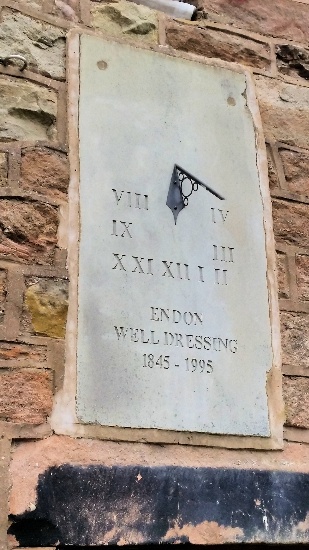 VIII IV
IX III
X XI XII I II
ENDON
WELL DRESSING
1845 - 1995